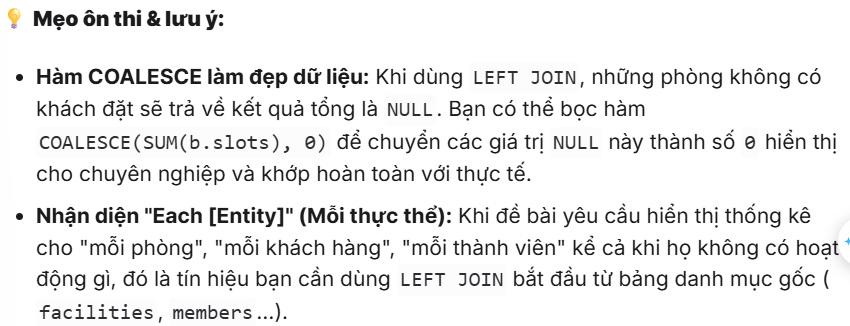 💡 Mẹo ôn thi & lưu ý:
• Hàm COALESCE làm đẹp dữ liệu: Khi dùng LEFT JOIN, những phòng không có
khách đặt sẽ trả về kết quả tổng là NULL. Bạn có thể bọc hàm
COALESCE(SUM(b.slots), 0) để chuyển các giá trị NULL này thành số 0 hiển thị
cho chuyên nghiệp và khớp hoàn toàn với thực tế.
• Nhận diện "Each [Entity]" (Mỗi thực thể): Khi đề bài yêu cầu hiển thị thống kê
cho "mỗi phòng", "mỗi khách hàng", "mỗi thành viên" kể cả khi họ không có hoạt
động gì, đó là tín hiệu bạn cần dùng LEFT JOIN bắt đầu từ bảng danh mục gốc (
facilities, members...).